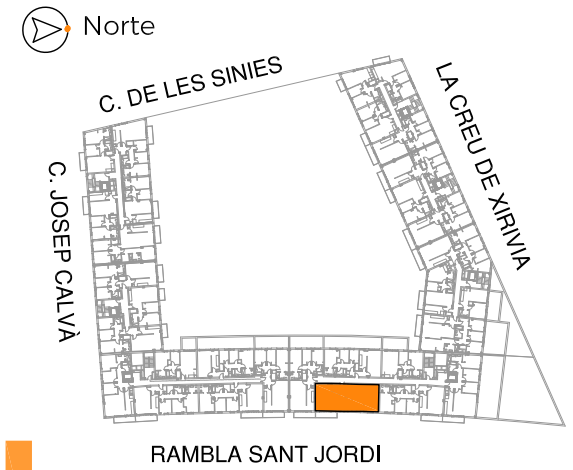 Norte
C. DE LES SINIES
LA CREU DE XIRIVIA
C. JOSEP CALVÀ
RAMBLA SANT JORDI